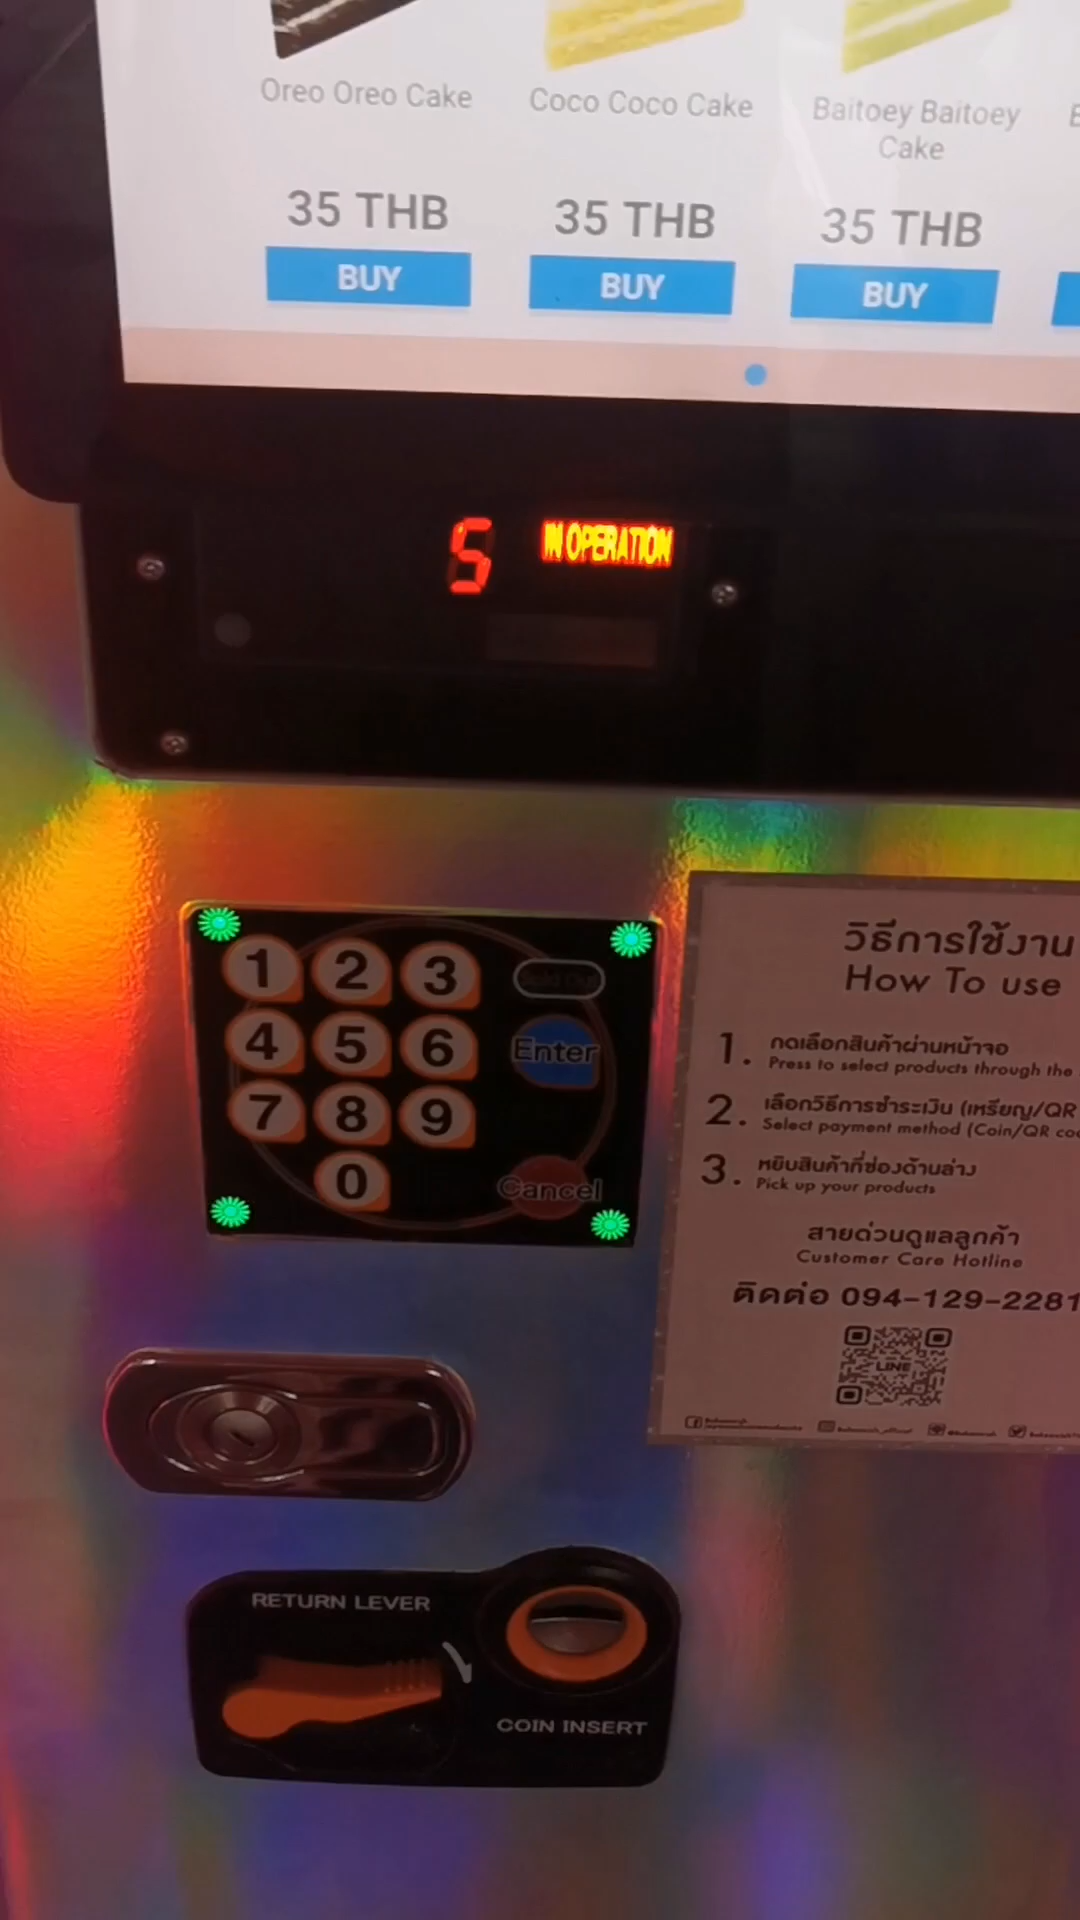 Oreo Oreo Cake
Coco Coco Cake
Baitoey Baitoey
Cake
35 THB
35 THB
35 THB
BUY
BUY
BUY
5
IN OPERATION
1 2 3
4 5 6
Enter
7 8 9
0
Cancel
วิธีการใช้งาน
How To use
1. กดเลือกสินค้าผ่านหน้าจอ
Press to select products through the
2. เลือกวิธีการชำระเงิน (เหรียญ/QR
Select payment method (Coin/QR
3. หยิบสินค้าที่ช่องด้านล่าง
Pick up your products
สายด่วนดูแลลูกค้า
Customer Care Hotline
ติดต่อ 094-129-2281
LINE
RETURN LEVER
COIN INSERT